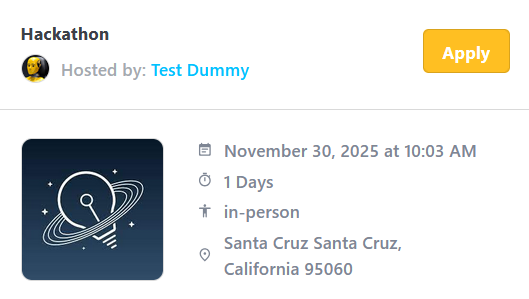 Hackathon
Hosted by: Test Dummy
Apply
November 30, 2025 at 10:03 AM
1 Days
in-person
Santa Cruz Santa Cruz,
California 95060